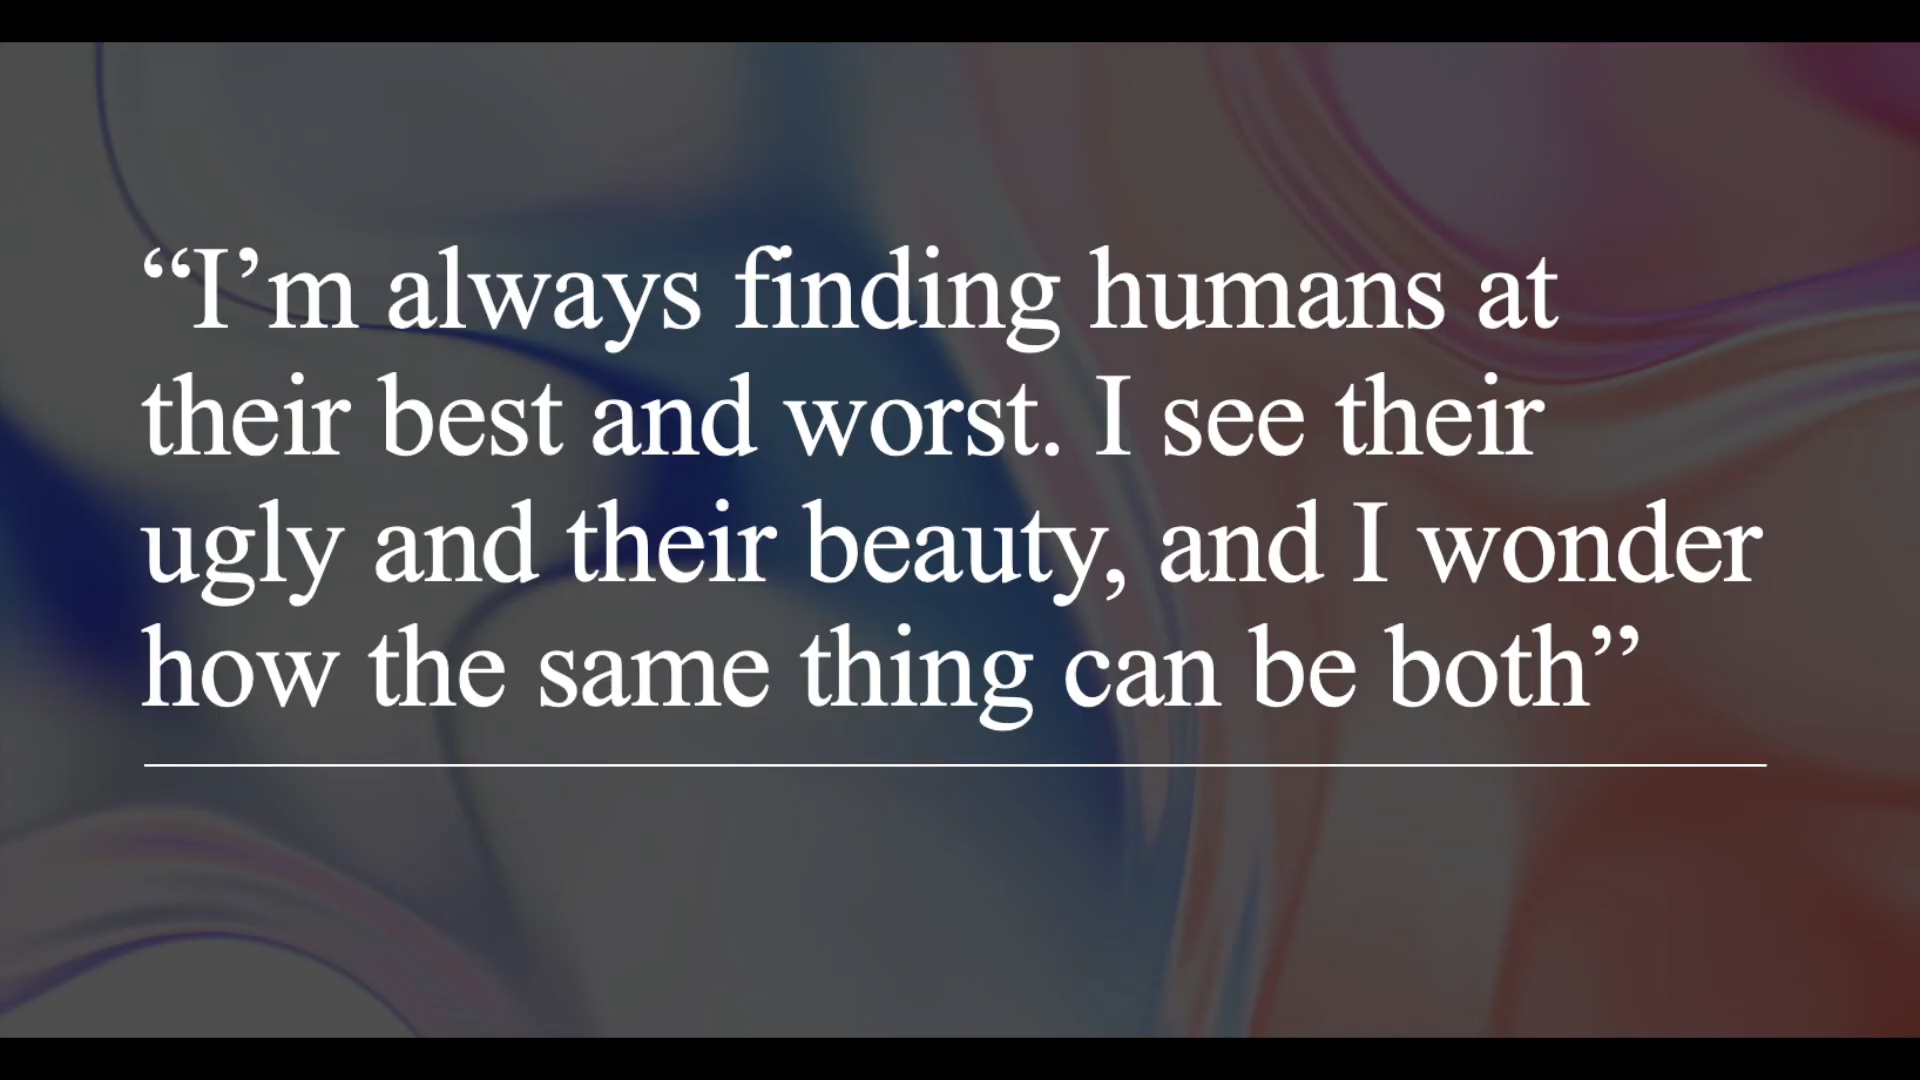 “I’m always finding humans at
their best and worst. I see their
ugly and their beauty, and I wonder
how the same thing can be both”